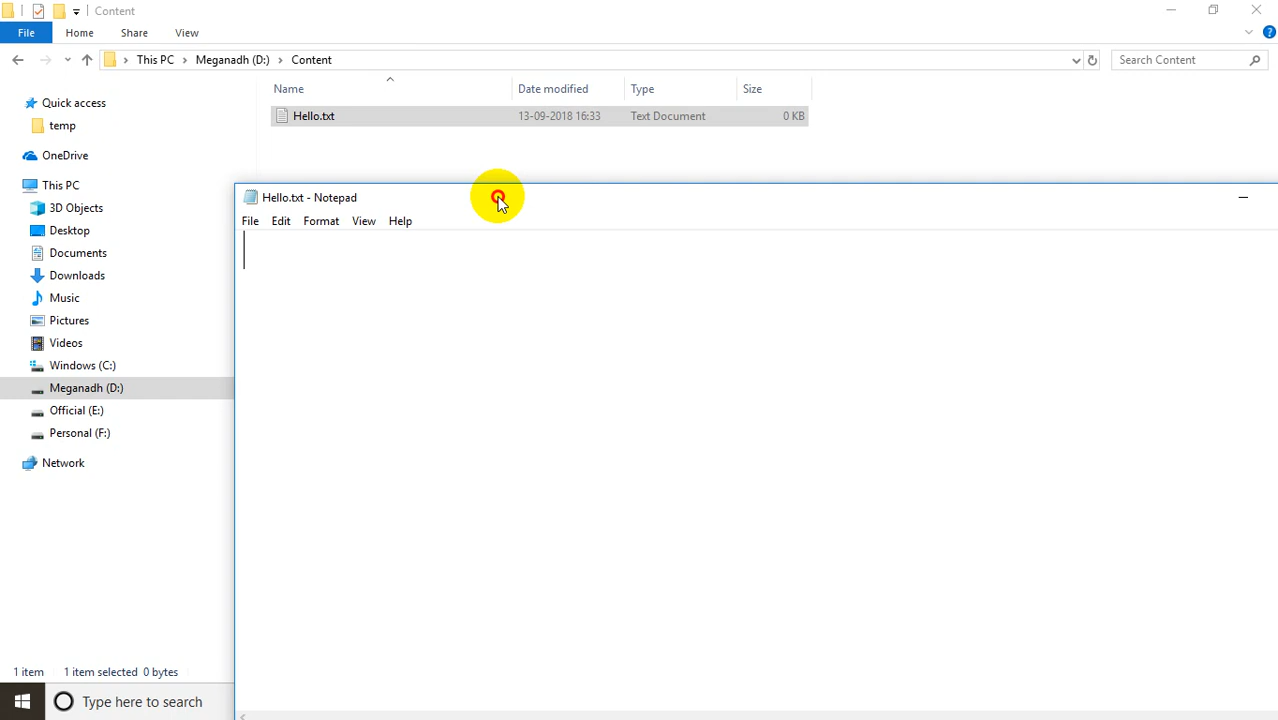 Content
File Home Share View
This PC Meganadh (D:) Content Search Content
Name Date modified Type Size
Quick access
Hello.txt 13-09-2018 16:33 Text Document 0 KB
temp
OneDrive
This PC
Hello.txt - Notepad
3D Objects
File Edit Format View Help
Desktop
Documents
Downloads
Music
Pictures
Videos
Windows (C:)
Meganadh (D:)
Official (E:)
Personal (F:)
Network
1 item 1 item selected 0 bytes
Type here to search